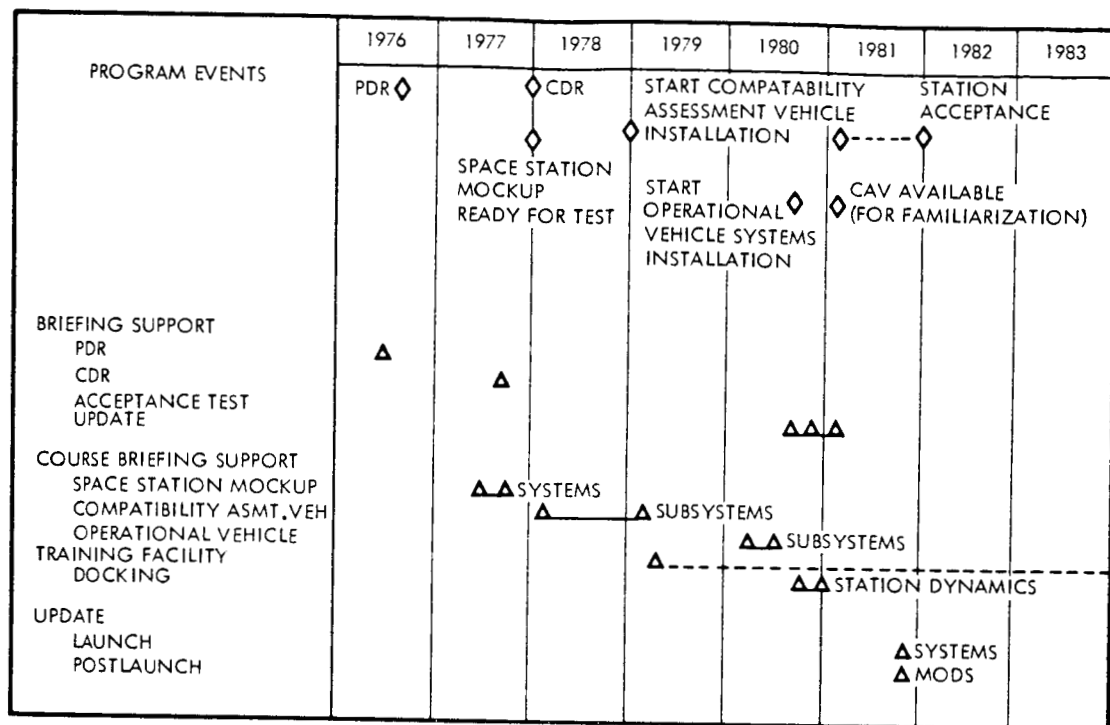 PROGRAM EVENTS
1976 1977 1978 1979 1980 1981 1982 1983
PDR
CDR
START COMPATABILITY
ASSESSMENT VEHICLE
INSTALLATION
STATION
ACCEPTANCE
SPACE STATION
MOCKUP
READY FOR TEST
START
OPERATIONAL
VEHICLE SYSTEMS
INSTALLATION
CAV AVAILABLE
(FOR FAMILIARIZATION)
BRIEFING SUPPORT
PDR
CDR
ACCEPTANCE TEST
UPDATE
COURSE BRIEFING SUPPORT
SPACE STATION MOCKUP SYSTEMS
COMPATIBILITY ASMT.VEH SUBSYSTEMS
OPERATIONAL VEHICLE SUBSYSTEMS
TRAINING FACILITY
DOCKING STATION DYNAMICS
UPDATE
LAUNCH SYSTEMS
POSTLAUNCH MODS